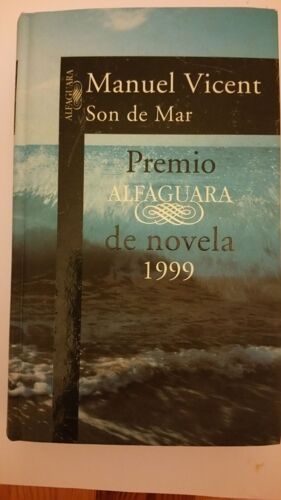 ALFAGUARA
Manuel Vicent
Son de Mar
Premio
ALFAGUARA
de novela
1999